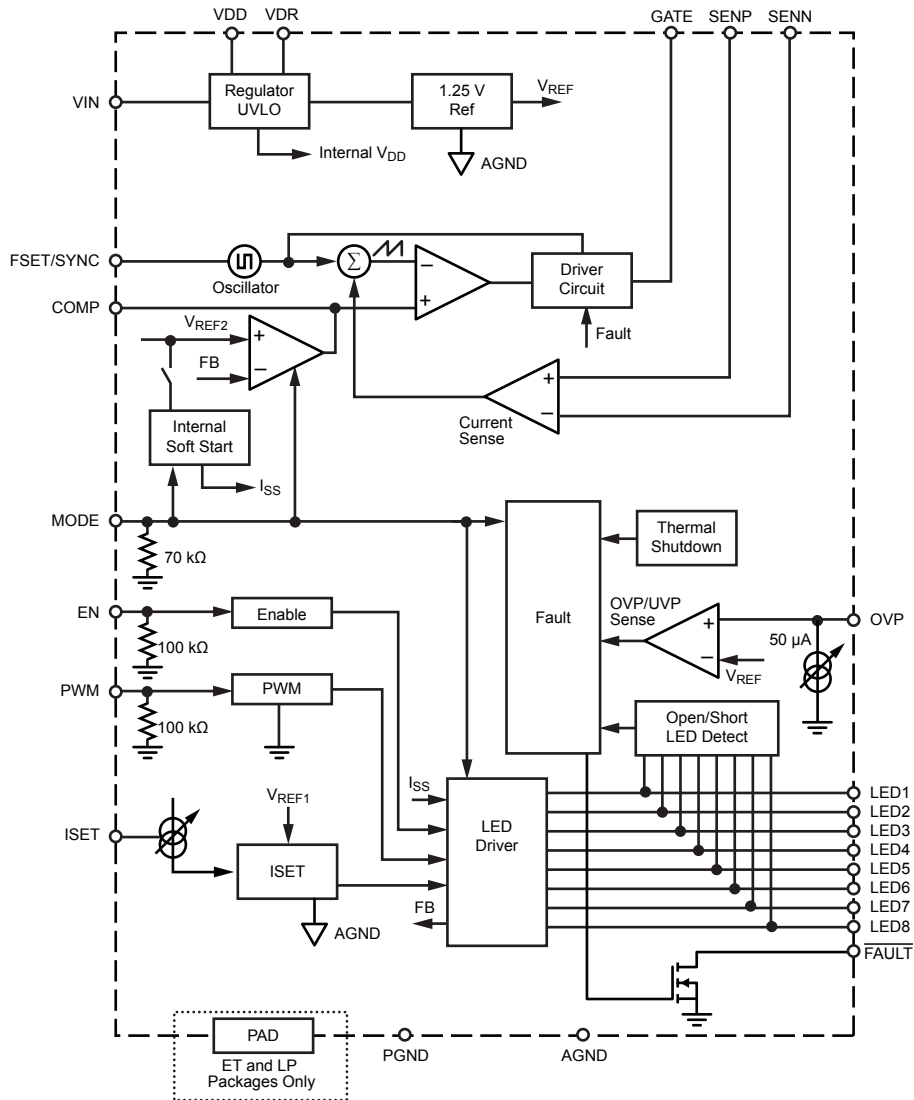 VDD VDR GATE SENP SENN
VIN
Regulator
UVLO
1.25 V
Ref
VREF
Internal VDD
AGND
FSET/SYNC
Oscillator
Σ
−
+
Driver
Circuit
COMP
Fault
VREF2
FB
+
−
+
−
Current
Sense
Internal
Soft Start
ISS
MODE
70 kΩ
Fault
Thermal
Shutdown
EN
Enable
100 kΩ
OVP/UVP
Sense
+
−
VREF
50 µA
OVP
PWM
PWM
100 kΩ
Open/Short
LED Detect
ISET
VREF1
ISET
AGND
ISS
LED
Driver
FB
LED1
LED2
LED3
LED4
LED5
LED6
LED7
LED8
FAULT
PAD
ET and LP
Packages Only
PGND
AGND